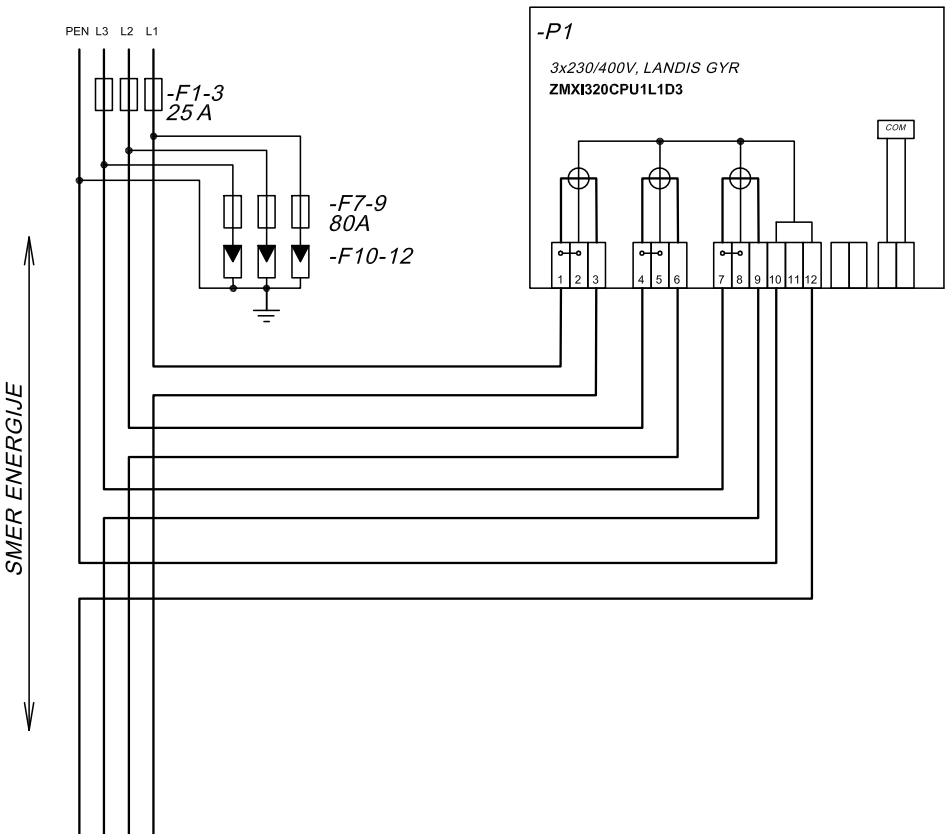 PEN L3 L2 L1
-F1-3
25 A
-F7-9
80A
-F10-12
SMER ENERGIJE
-P1
3x230/400V, LANDIS GYR
ZMXI320CPU1L1D3
COM
1 2 3 4 5 6 7 8 9 10 11 12